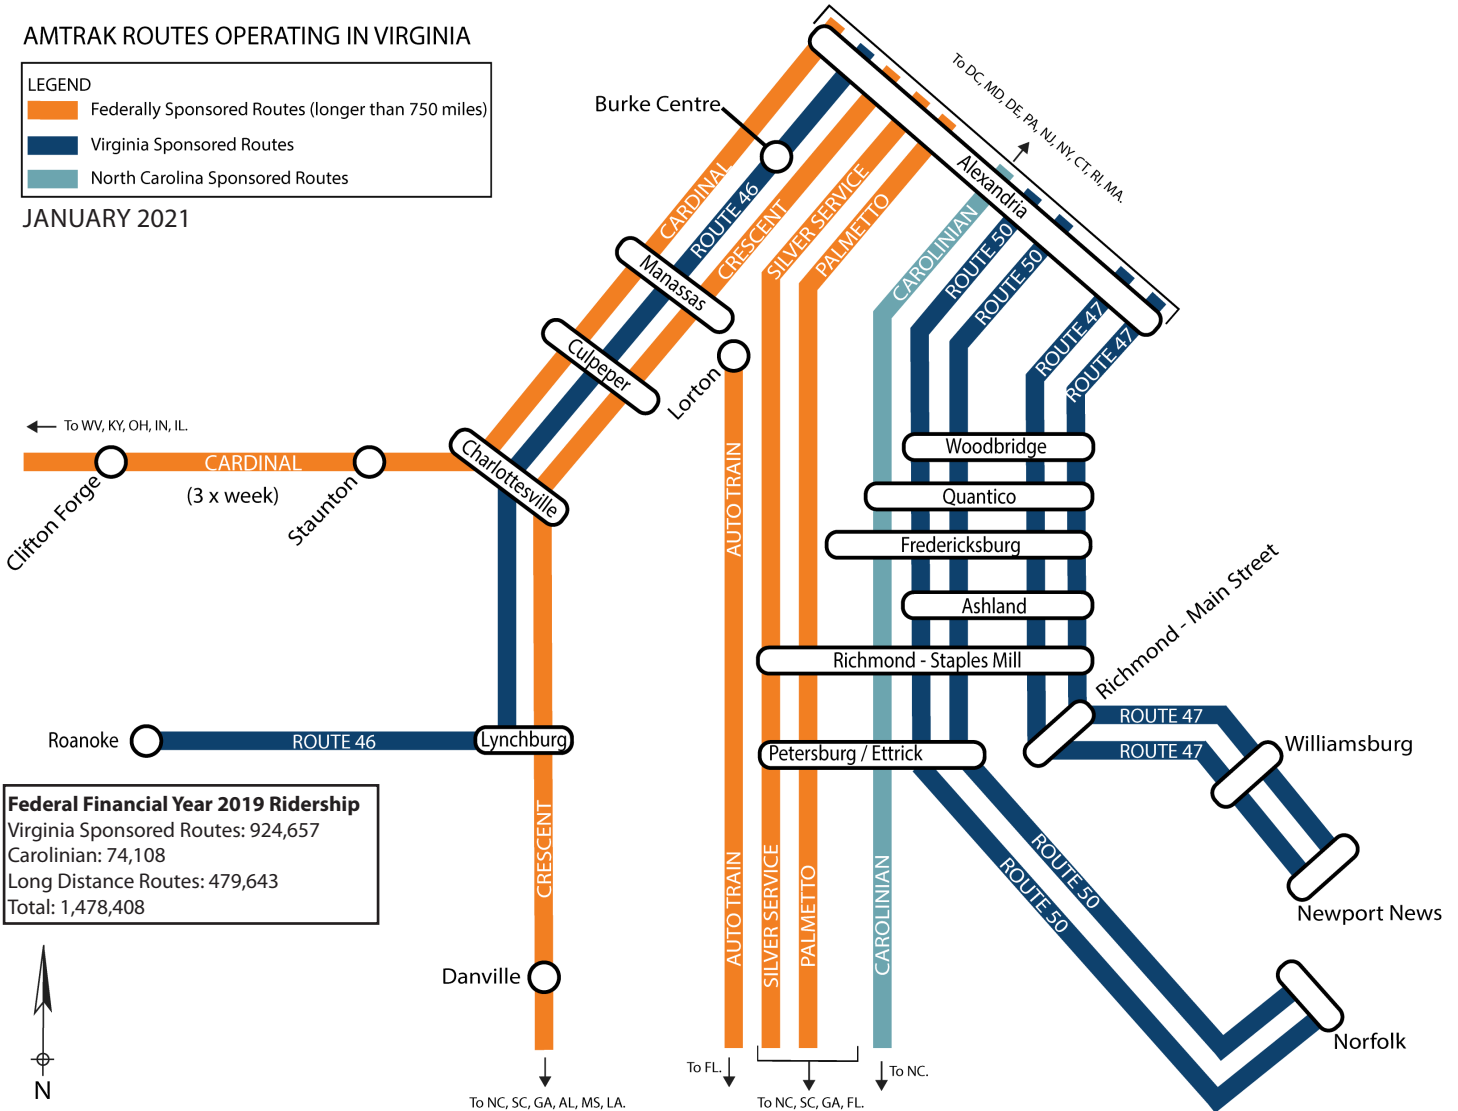 AMTRAK ROUTES OPERATING IN VIRGINIA
LEGEND
Federally Sponsored Routes (longer than 750 miles)
Virginia Sponsored Routes
North Carolina Sponsored Routes
JANUARY 2021
Burke Centre
To DC, MD, DE, PA, NJ, NY, CT, RI, MA.
Alexandria
CARDINAL
ROUTE 46
CRESCENT
SILVER SERVICE
PALMETTO
CAROLINIAN
ROUTE 50
ROUTE 50
ROUTE 47
ROUTE 47
Manassas
Culpeper
Lorton
Charlottesville
To WV, KY, OH, IN, IL.
CARDINAL
(3 x week)
Clifton Forge
Staunton
AUTO TRAIN
Woodbridge
Quantico
Fredericksburg
Ashland
Richmond - Staples Mill
Richmond - Main Street
Roanoke
ROUTE 46
Lynchburg
Petersburg / Ettrick
ROUTE 47
ROUTE 47
Williamsburg
Newport News
Federal Financial Year 2019 Ridership
Virginia Sponsored Routes: 924,657
Carolinian: 74,108
Long Distance Routes: 479,643
Total: 1,478,408
CRESCENT
AUTO TRAIN
SILVER SERVICE
PALMETTO
CAROLINIAN
ROUTE 50
ROUTE 50
Danville
Norfolk
N
To NC, SC, GA, AL, MS, LA.
To FL.
To NC, SC, GA, FL.
To NC.